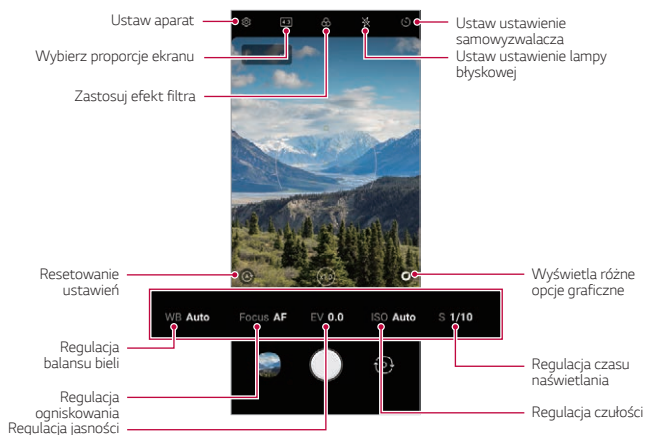 Ustaw aparat
Wybierz proporcje ekranu
Zastosuj efekt filtra
Ustaw ustawienie
samowyzwalacza
Ustaw ustawienie lampy
błyskowej
4:3
Resetowanie
ustawień
Wyświetla różne
opcje graficzne
WB Auto
Focus AF
EV 0.0
ISO Auto
S 1/10
Regulacja
balansu bieli
Regulacja
ogniskowania
Regulacja jasności
Regulacja czasu
naświetlania
Regulacja czułości